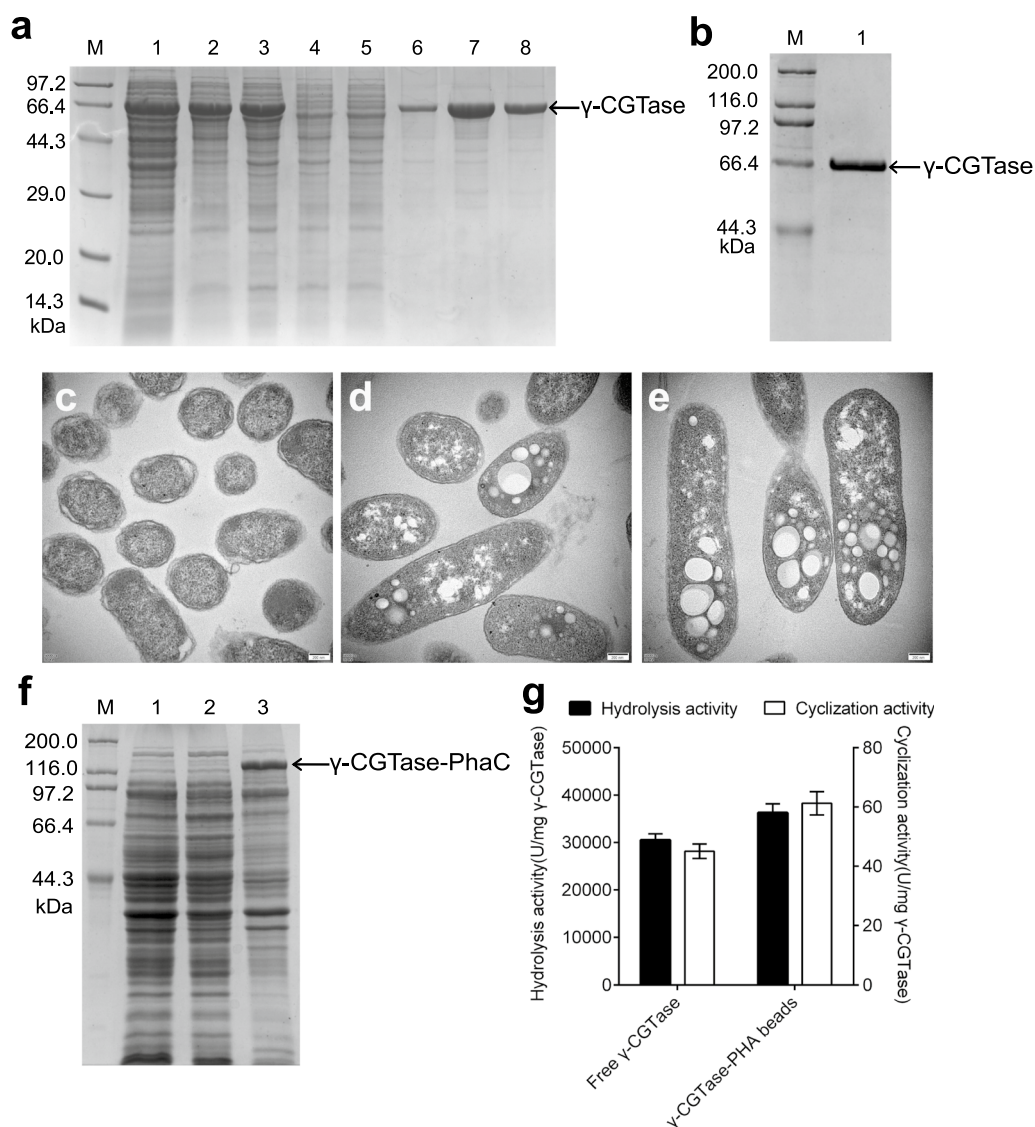 a
M 1 2 3 4 5 6 7 8
97.2
66.4
44.3
29.0
20.0
14.3
kDa
γ-CGTase
b
M 1
200.0
116.0
97.2
66.4
44.3
kDa
γ-CGTase
c
d
e
f
M 1 2 3
200.0
116.0
97.2
66.4
44.3
kDa
γ-CGTase-PhaC
g
Hydrolysis activity Cyclization activity
Hydrolysis activity(U/mg γ-CGTase)
50000
40000
30000
20000
10000
0
80
60
40
20
0
Cyclization activity(U/mg γ-CGTase)
Free γ-CGTase
γ-CGTase-PHA beads